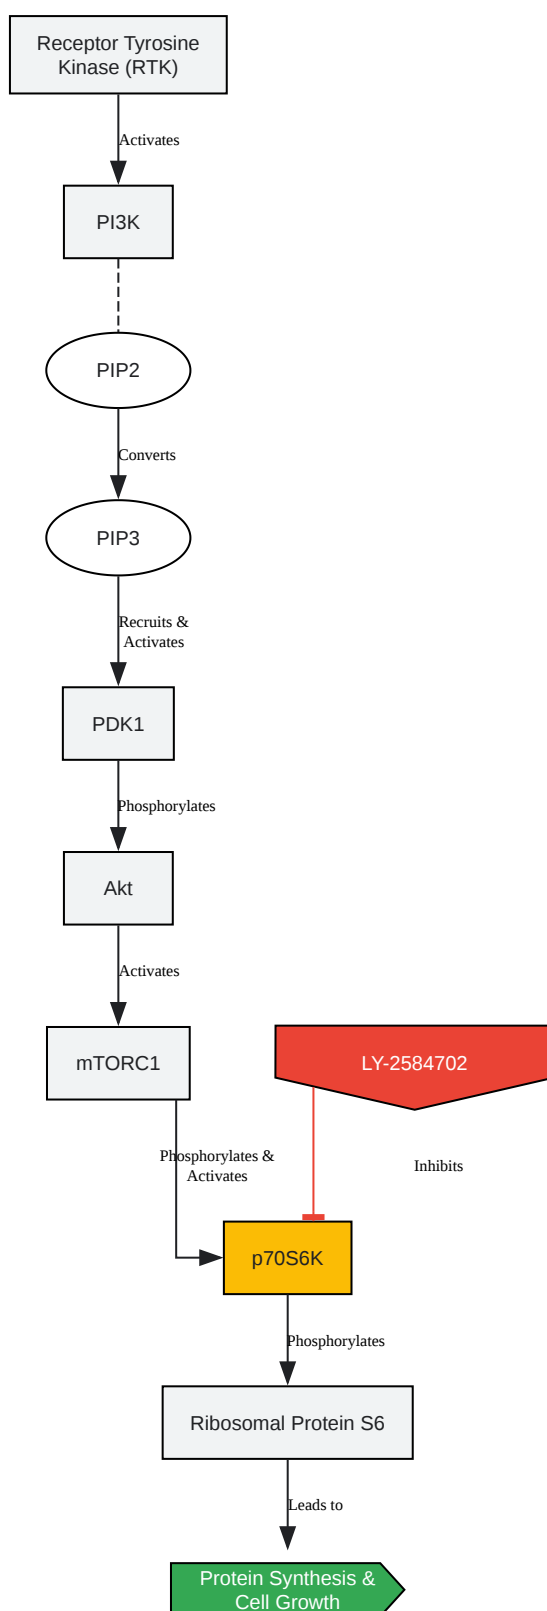 Receptor Tyrosine
Kinase (RTK)
Activates
PI3K
PIP2
Converts
PIP3
Recruits &
Activates
PDK1
Phosphorylates
Akt
Activates
mTORC1
LY-2584702
Phosphorylates &
Activates
Inhibits
p70S6K
Phosphorylates
Ribosomal Protein S6
Leads to
Protein Synthesis &
Cell Growth